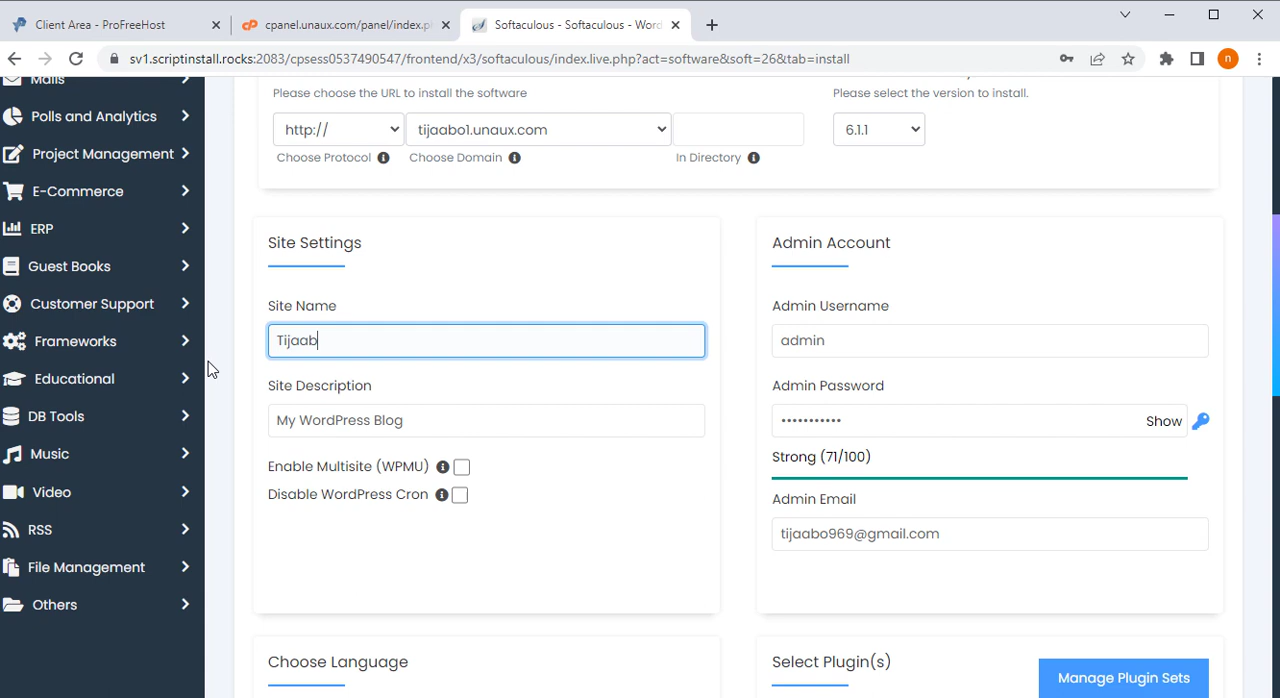 Client Area - ProFreeHost
cpanel.unaux.com/panel/index.p
Softaculous - Softaculous - Word
sv1.scriptinstall.rocks:2083/cpsess0537490547/frontend/x3/softaculous/index.live.php?act=software&soft=26&tab=install
n
Mails
Polls and Analytics
Project Management
E-Commerce
ERP
Guest Books
Customer Support
Frameworks
Educational
DB Tools
Music
Video
RSS
File Management
Others
Please choose the URL to install the software
http://
tijaabo1.unaux.com
Choose Protocol
Choose Domain
In Directory
Please select the version to install.
6.1.1
Site Settings
Site Name
Tijaab
Site Description
My WordPress Blog
Enable Multisite (WPMU)
Disable WordPress Cron
Admin Account
Admin Username
admin
Admin Password
•••••••••••
Show
Strong (71/100)
Admin Email
tijaabo969@gmail.com
Choose Language
Select Plugin(s)
Manage Plugin Sets